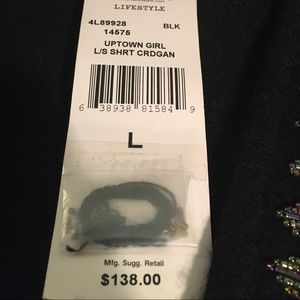 LIFESTYLE
4L89928 BLK
14575
UPTOWN GIRL
L/S SHRT CRDGAN
6 38938 81584 9
L
Mfg. Sugg. Retail
$138.00